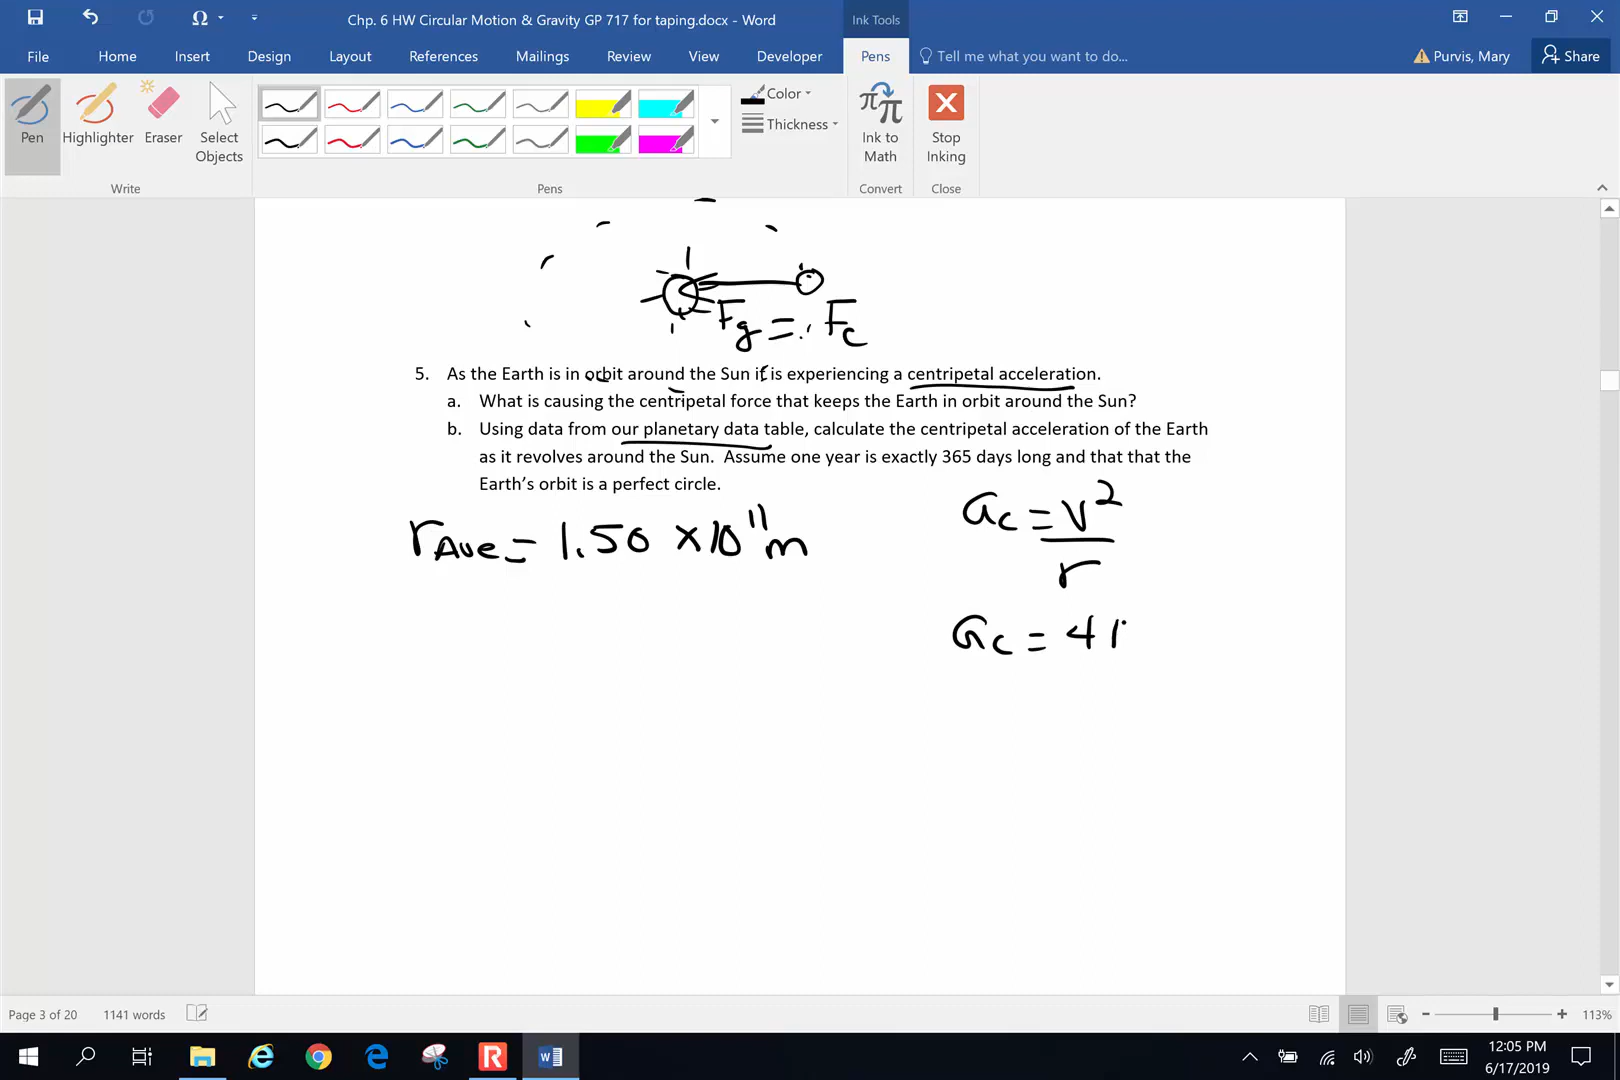 Chp. 6 HW Circular Motion & Gravity GP 717 for taping.docx - Word
Ink Tools
File Home Insert Design Layout References Mailings Review View Developer Pens Tell me what you want to do... Purvis, Mary Share
Pen Highlighter Eraser Select Objects
Color
Thickness
Ink to Math
Stop Inking
Write Pens Convert Close
Fg = Fc
5. As the Earth is in orbit around the Sun it is experiencing a centripetal acceleration.
a. What is causing the centripetal force that keeps the Earth in orbit around the Sun?
b. Using data from our planetary data table, calculate the centripetal acceleration of the Earth
as it revolves around the Sun. Assume one year is exactly 365 days long and that that the
Earth's orbit is a perfect circle.
rAve = 1.50 x10¹¹ m
ac = v²
r
ac = 4
Page 3 of 20 1141 words 113%
12:05 PM
6/17/2019